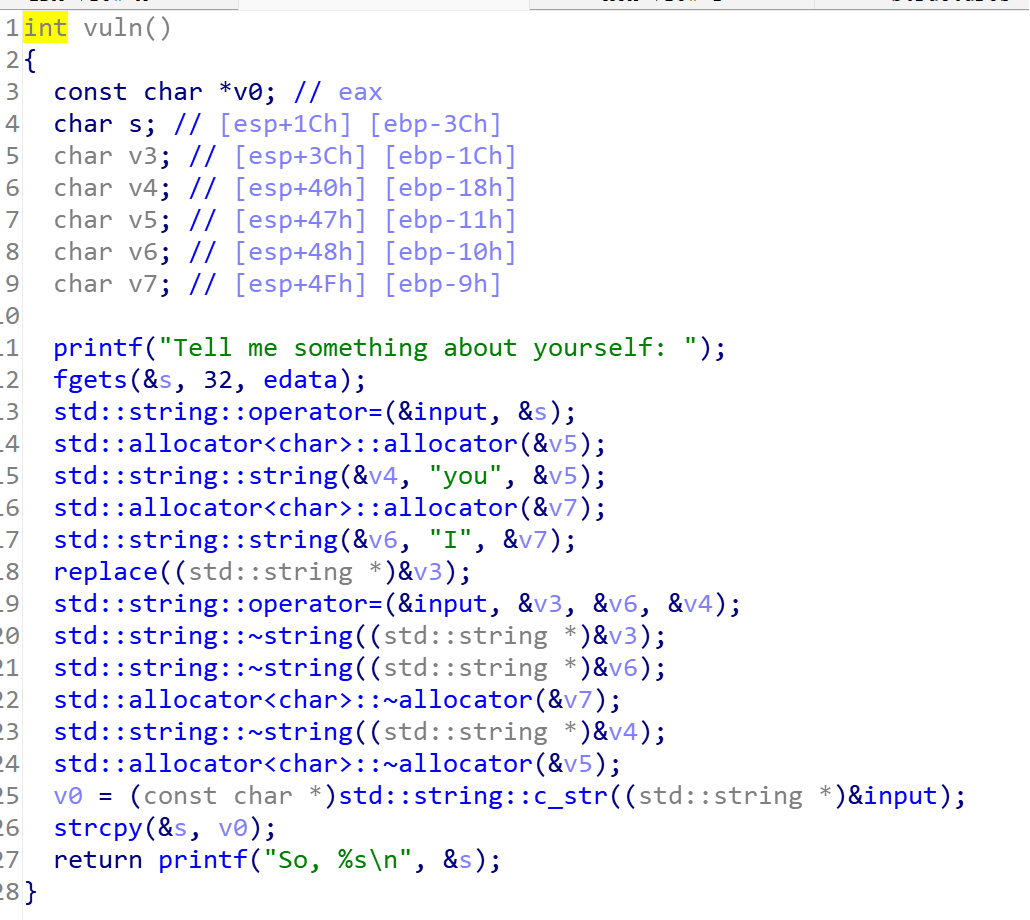 1 int vuln()
2 {
3   const char *v0; // eax
4   char s; // [esp+1Ch] [ebp-3Ch]
5   char v3; // [esp+3Ch] [ebp-1Ch]
6   char v4; // [esp+40h] [ebp-18h]
7   char v5; // [esp+47h] [ebp-11h]
8   char v6; // [esp+48h] [ebp-10h]
9   char v7; // [esp+4Fh] [ebp-9h]
10
11   printf("Tell me something about yourself: ");
12   fgets(&s, 32, edata);
13   std::string::operator=(&input, &s);
14   std::allocator<char>::allocator(&v5);
15   std::string::string(&v4, "you", &v5);
16   std::allocator<char>::allocator(&v7);
17   std::string::string(&v6, "I", &v7);
18   replace((std::string *)&v3);
19   std::string::operator=(&input, &v3, &v6, &v4);
20   std::string::~string((std::string *)&v3);
21   std::string::~string((std::string *)&v6);
22   std::allocator<char>::~allocator(&v7);
23   std::string::~string((std::string *)&v4);
24   std::allocator<char>::~allocator(&v5);
25   v0 = (const char *)std::string::c_str((std::string *)&input);
26   strcpy(&s, v0);
27   return printf("So, %s\n", &s);
28 }